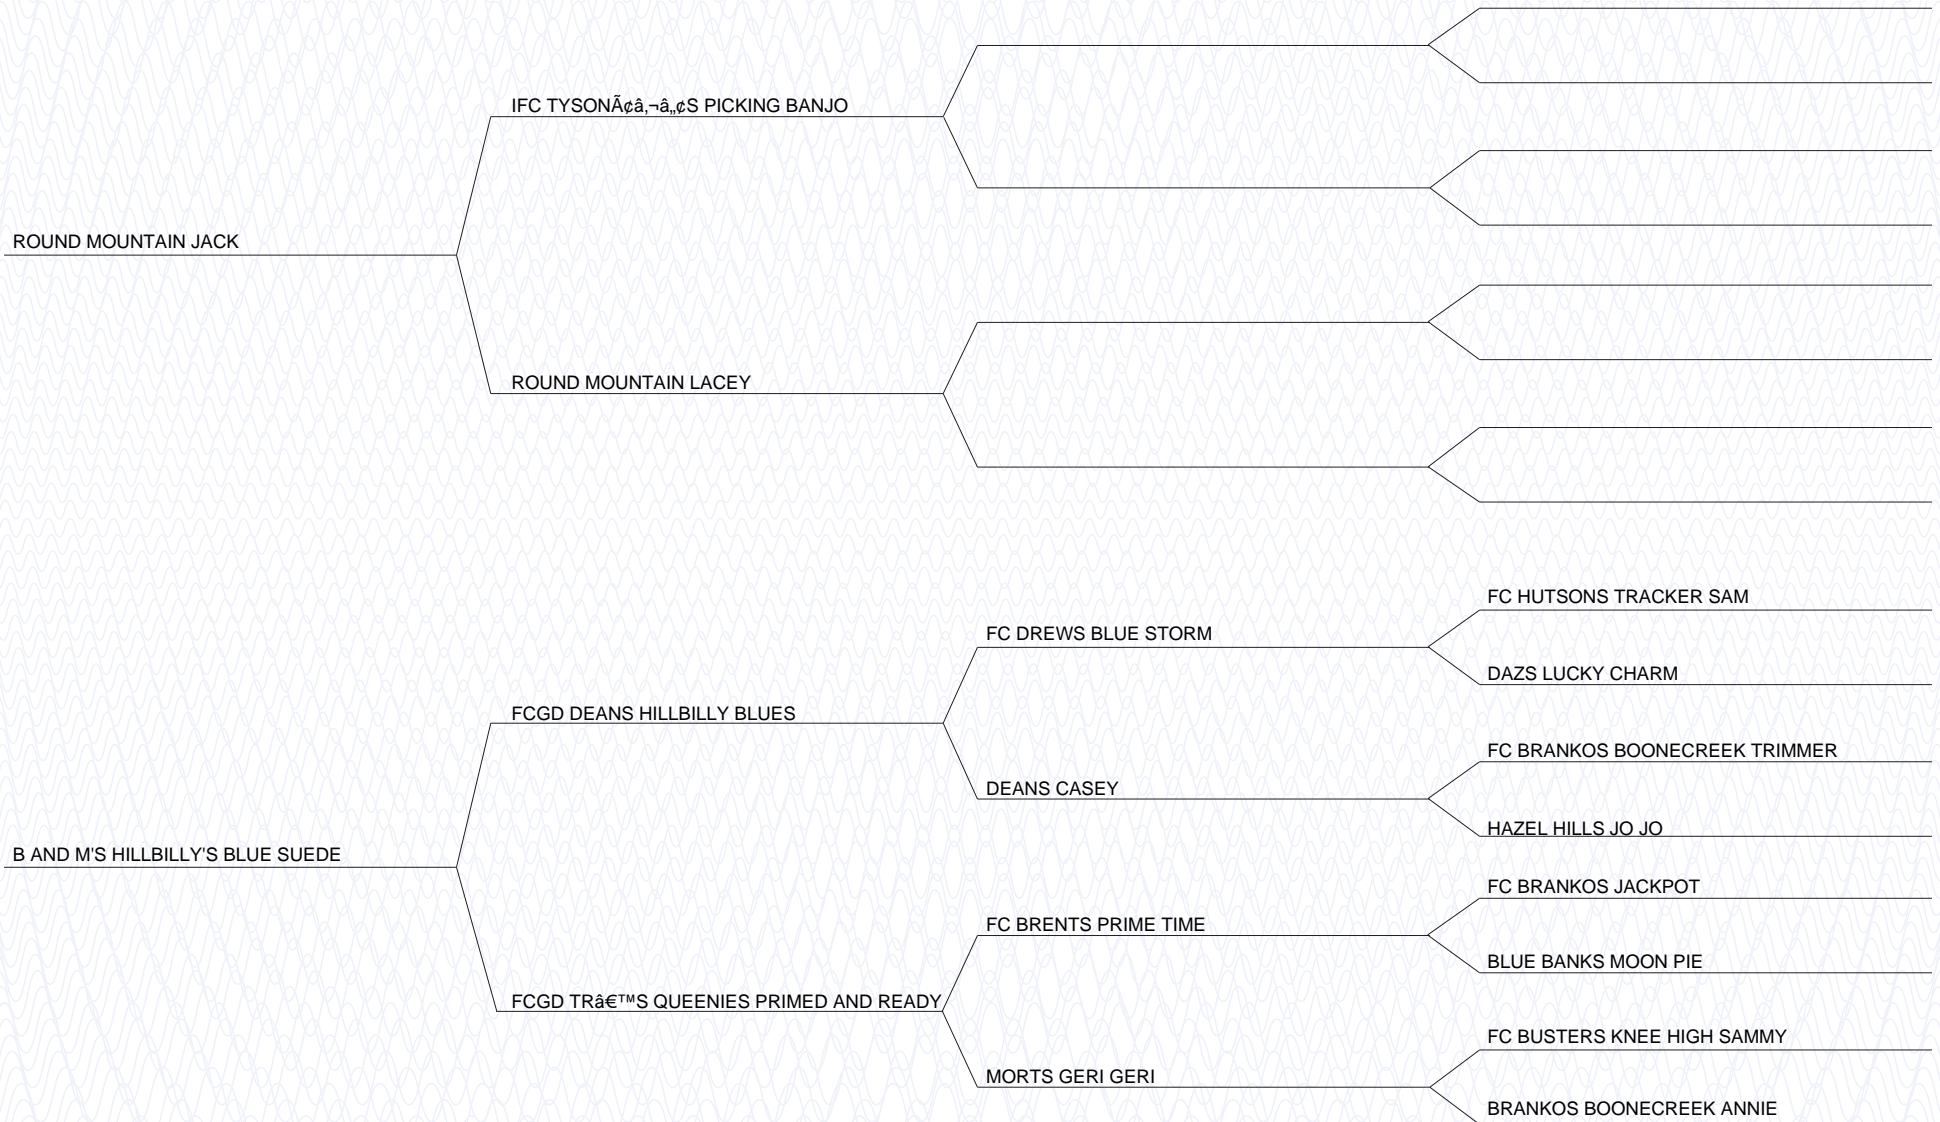 IFC TYSONÃ¢â‚¬â„¢S PICKING BANJO
ROUND MOUNTAIN JACK
ROUND MOUNTAIN LACEY
FC HUTSONS TRACKER SAM
FC DREWS BLUE STORM
DAZS LUCKY CHARM
FCGD DEANS HILLBILLY BLUES
FC BRANKOS BOONECREEK TRIMMER
DEANS CASEY
HAZEL HILLS JO JO
B AND M'S HILLBILLY'S BLUE SUEDE
FC BRANKOS JACKPOT
FC BRENTS PRIME TIME
BLUE BANKS MOON PIE
FCGD TRâ€™S QUEENIES PRIMED AND READY
FC BUSTERS KNEE HIGH SAMMY
MORTS GERI GERI
BRANKOS BOONECREEK ANNIE